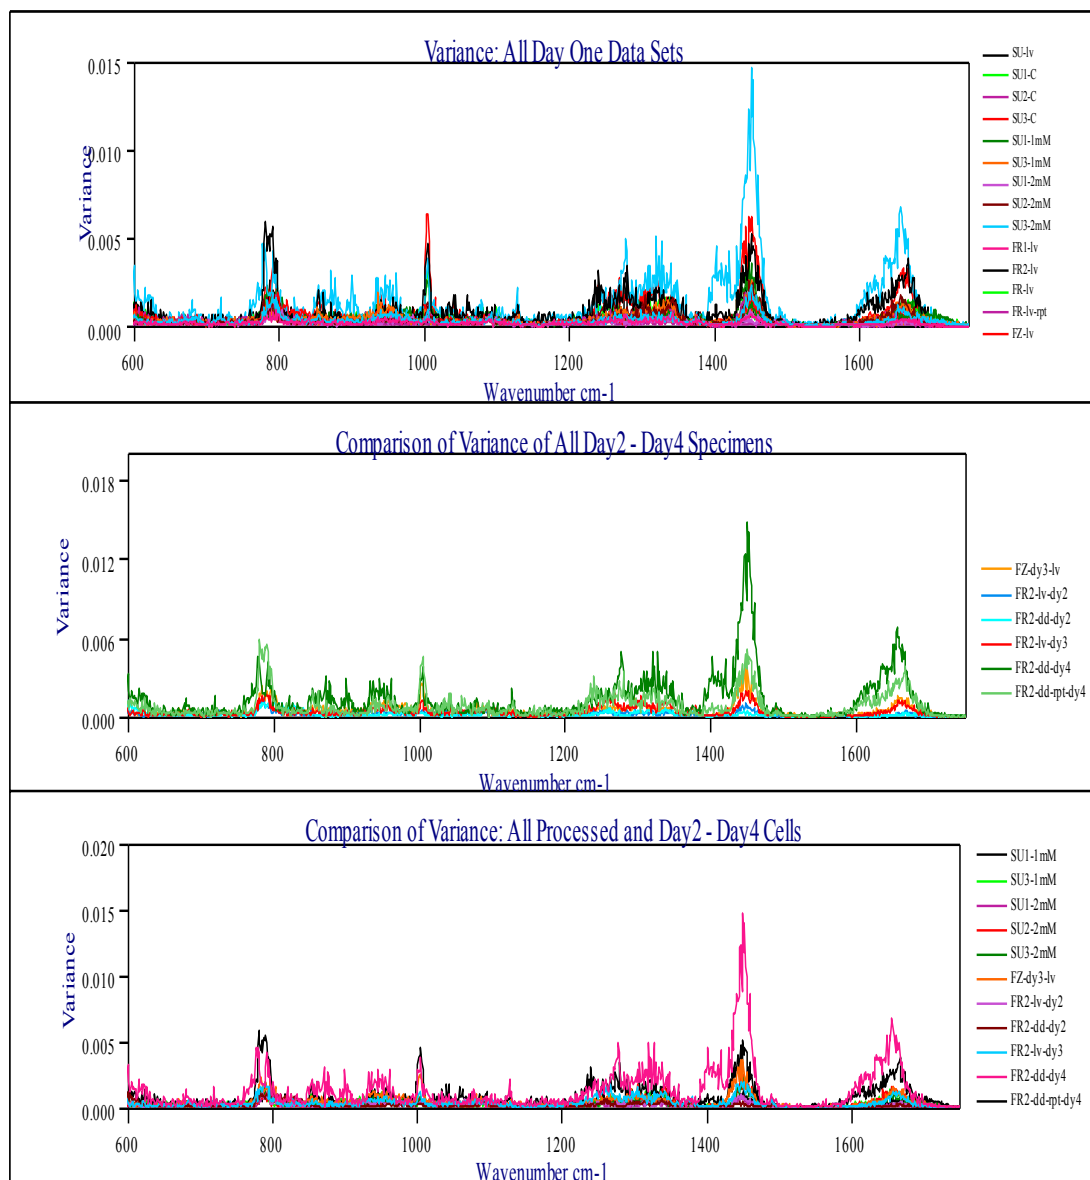 Variance: All Day One Data Sets
Variance
0.015
0.010
0.005
0.000
600
800
1000
1200
1400
1600
Wavenumber cm-1
SU-lv
SU1-C
SU2-C
SU3-C
SU1-1mM
SU3-1mM
SU1-2mM
SU2-2mM
SU3-2mM
FR1-lv
FR2-lv
FR-lv
FR-lv-rpt
FZ-lv
Comparison of Variance of All Day2 - Day4 Specimens
Variance
0.018
0.012
0.006
0.000
600
800
1000
1200
1400
1600
Wavenumber cm-1
FZ-dy3-lv
FR2-lv-dy2
FR2-dd-dy2
FR2-lv-dy3
FR2-dd-dy4
FR2-dd-rpt-dy4
Comparison of Variance: All Processed and Day2 - Day4 Cells
Variance
0.020
0.015
0.010
0.005
0.000
600
800
1000
1200
1400
1600
Wavenumber cm-1
SU1-1mM
SU3-1mM
SU1-2mM
SU2-2mM
SU3-2mM
FZ-dy3-lv
FR2-lv-dy2
FR2-dd-dy2
FR2-lv-dy3
FR2-dd-dy4
FR2-dd-rpt-dy4